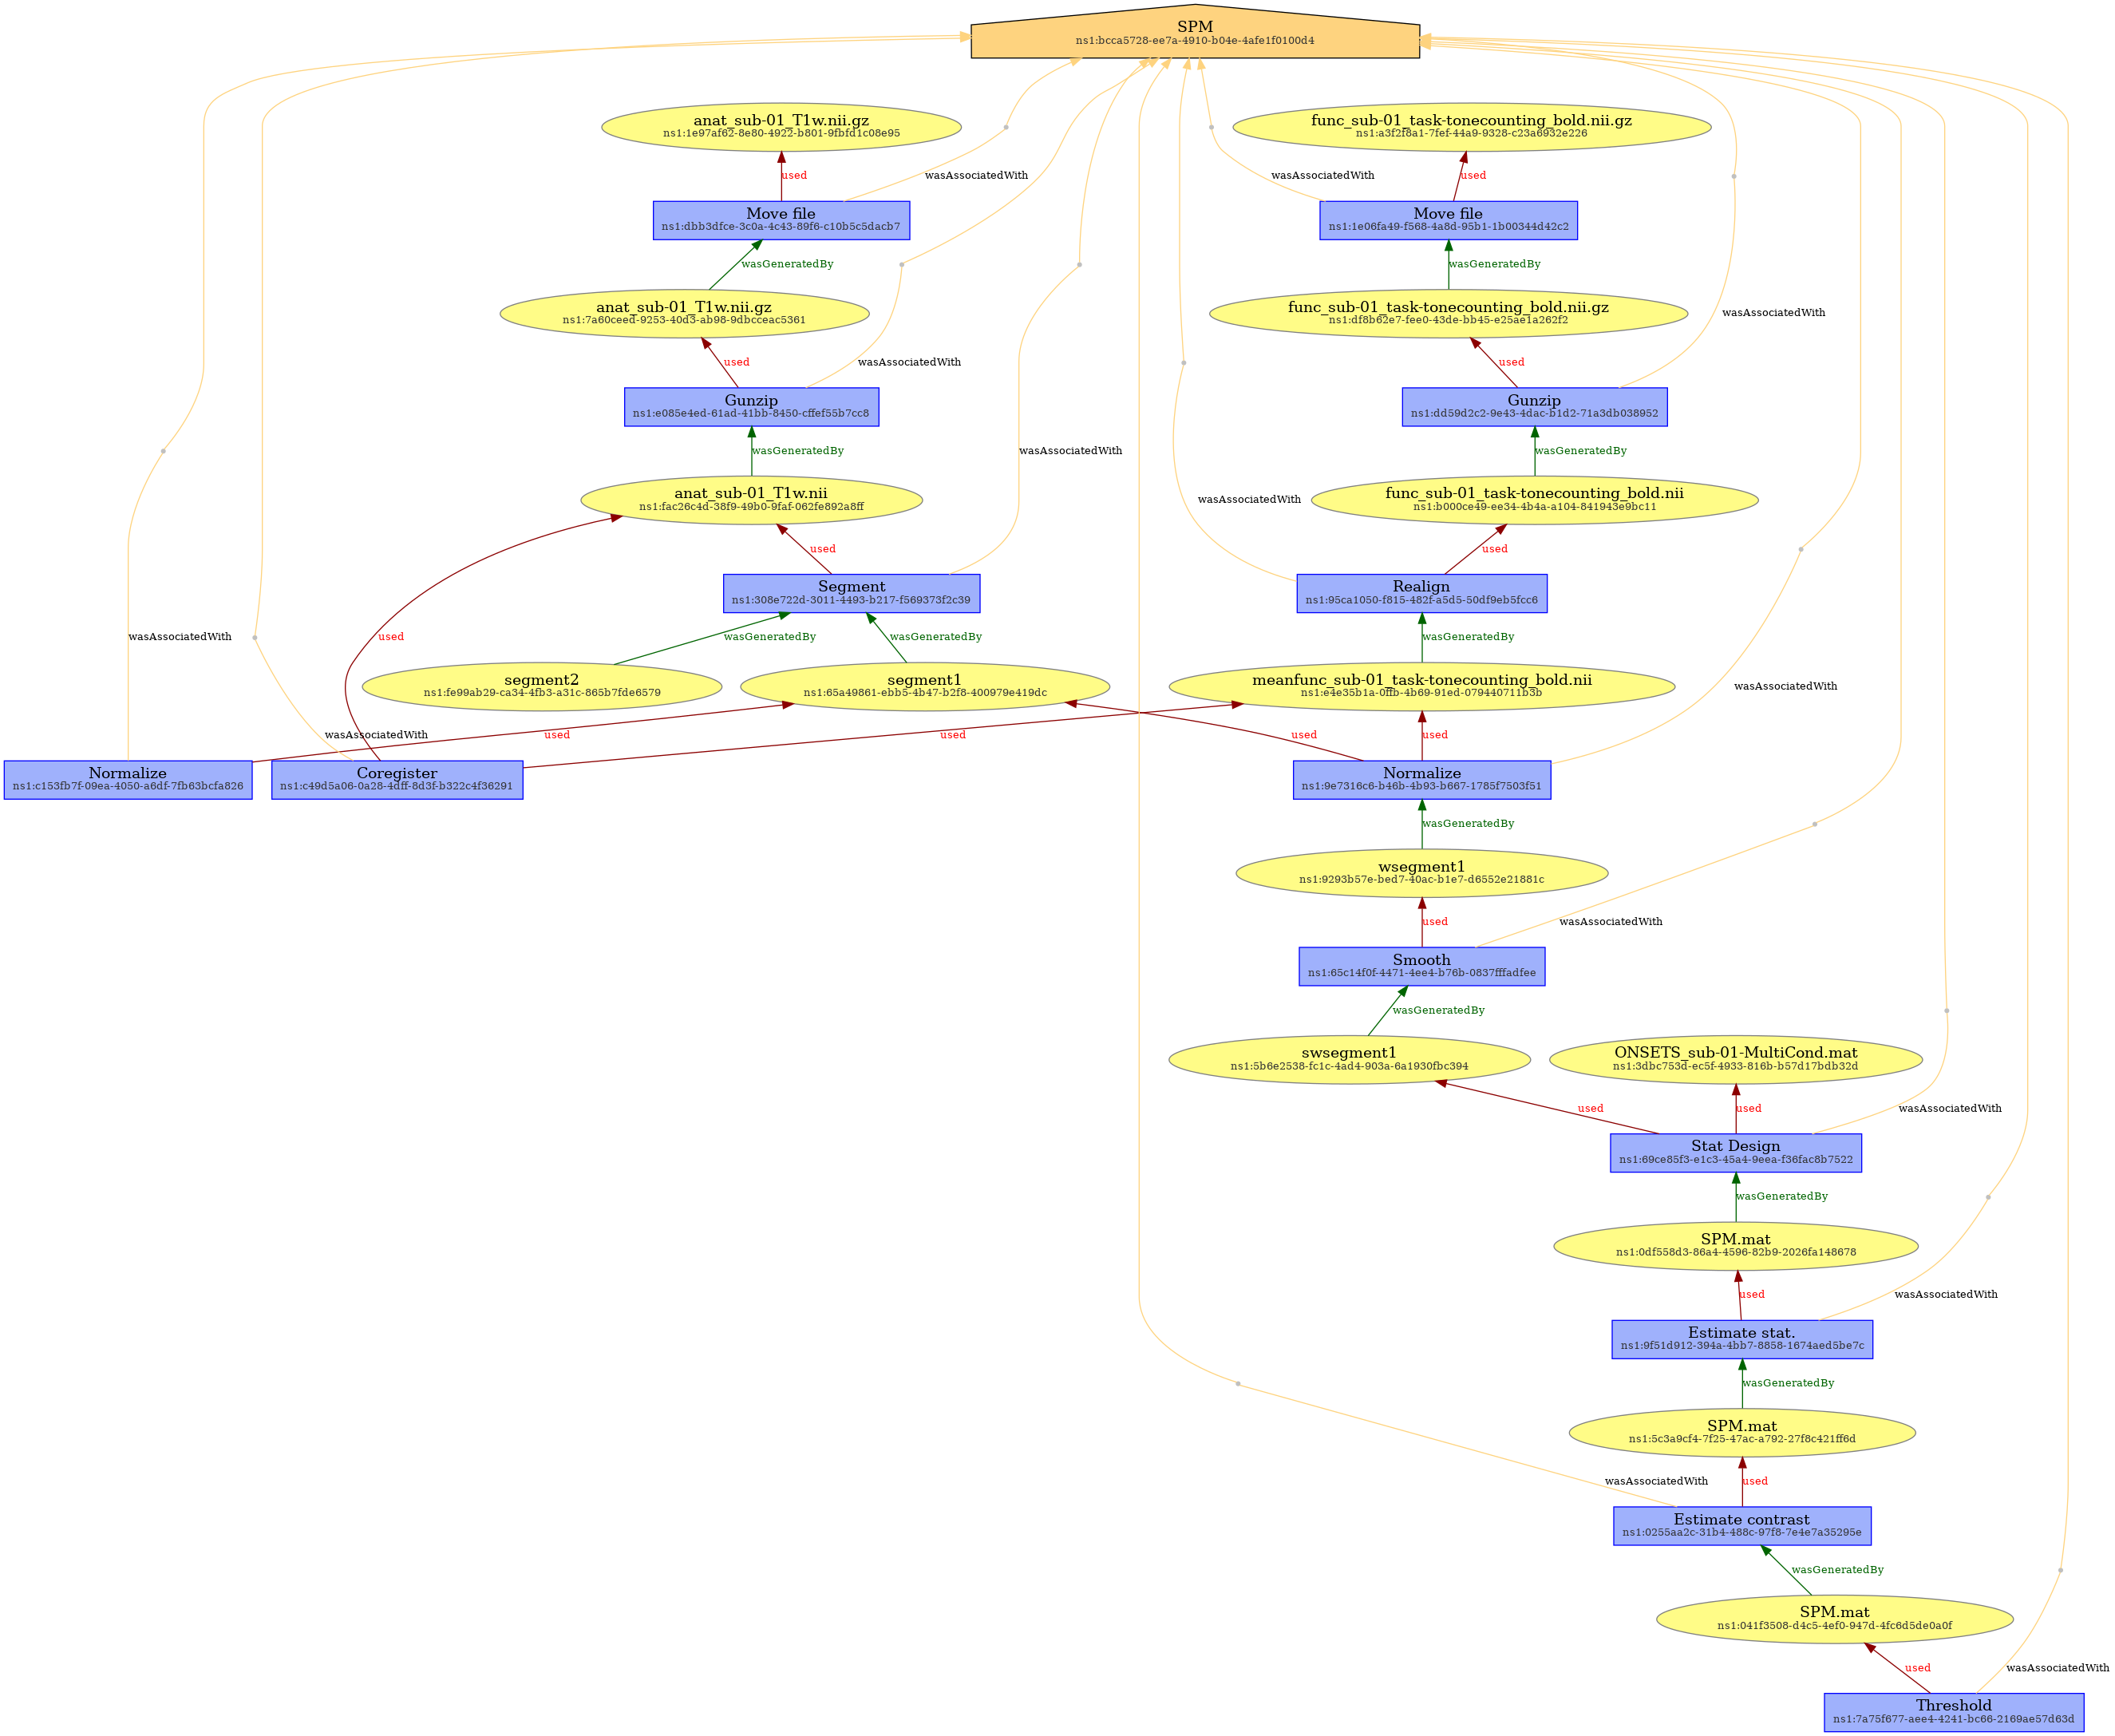 SPM
ns1:bcca5728-ee7a-4910-b04e-4afe1f0100d4
anat_sub-01_T1w.nii.gz
ns1:1e97af62-8e80-4922-b801-9fbfd1c08e95
func_sub-01_task-tonecounting_bold.nii.gz
ns1:a3f2f8a1-7fef-44a9-9328-c23a6932e226
used
wasAssociatedWith
wasAssociatedWith
used
Move file
ns1:dbb3dfce-3c0a-4c43-89f6-c10b5c5dacb7
Move file
ns1:1e06fa49-f568-4a8d-95b1-1b00344d42c2
wasGeneratedBy
wasGeneratedBy
anat_sub-01_T1w.nii.gz
ns1:7a60ceed-9253-40d3-ab98-9dbcceac5361
func_sub-01_task-tonecounting_bold.nii.gz
ns1:df8b62e7-fee0-43de-bb45-e25ae1a262f2
wasAssociatedWith
used
wasAssociatedWith
used
Gunzip
ns1:e085e4ed-61ad-41bb-8450-cffef55b7cc8
Gunzip
ns1:dd59d2c2-9e43-4dac-b1d2-71a3db038952
wasGeneratedBy
wasAssociatedWith
wasGeneratedBy
anat_sub-01_T1w.nii
ns1:fac26c4d-38f9-49b0-9faf-062fe892a8ff
wasAssociatedWith
func_sub-01_task-tonecounting_bold.nii
ns1:b000ce49-ee34-4b4a-a104-841943e9bc11
used
used
Segment
ns1:308e722d-3011-4493-b217-f569373f2c39
Realign
ns1:95ca1050-f815-482f-a5d5-50df9eb5fcc6
wasAssociatedWith
used
wasGeneratedBy
wasGeneratedBy
wasGeneratedBy
segment2
ns1:fe99ab29-ca34-4fb3-a31c-865b7fde6579
segment1
ns1:65a49861-ebb5-4b47-b2f8-400979e419dc
meanfunc_sub-01_task-tonecounting_bold.nii
ns1:e4e35b1a-0ffb-4b69-91ed-079440711b3b
wasAssociatedWith
wasAssociatedWith
used
used
used
used
Normalize
ns1:c153fb7f-09ea-4050-a6df-7fb63bcfa826
Coregister
ns1:c49d5a06-0a28-4dff-8d3f-b322c4f36291
Normalize
ns1:9e7316c6-b46b-4b93-b667-1785f7503f51
wasGeneratedBy
wsegment1
ns1:9293b57e-bed7-40ac-b1e7-d6552e21881c
used
wasAssociatedWith
Smooth
ns1:65c14f0f-4471-4ee4-b76b-0837fffadfee
wasGeneratedBy
swsegment1
ns1:5b6e2538-fc1c-4ad4-903a-6a1930fbc394
ONSETS_sub-01-MultiCond.mat
ns1:3dbc753d-ec5f-4933-816b-b57d17bdb32d
used
used
wasAssociatedWith
Stat Design
ns1:69ce85f3-e1c3-45a4-9eea-f36fac8b7522
wasGeneratedBy
SPM.mat
ns1:0df558d3-86a4-4596-82b9-2026fa148678
used
wasAssociatedWith
Estimate stat.
ns1:9f51d912-394a-4bb7-8858-1674aed5be7c
wasGeneratedBy
SPM.mat
ns1:5c3a9cf4-7f25-47ac-a792-27f8c421ff6d
wasAssociatedWith
used
Estimate contrast
ns1:0255aa2c-31b4-488c-97f8-7e4e7a35295e
wasGeneratedBy
SPM.mat
ns1:041f3508-d4c5-4ef0-947d-4fc6d5de0a0f
used
wasAssociatedWith
Threshold
ns1:7a75f677-aee4-4241-bc66-2169ae57d63d